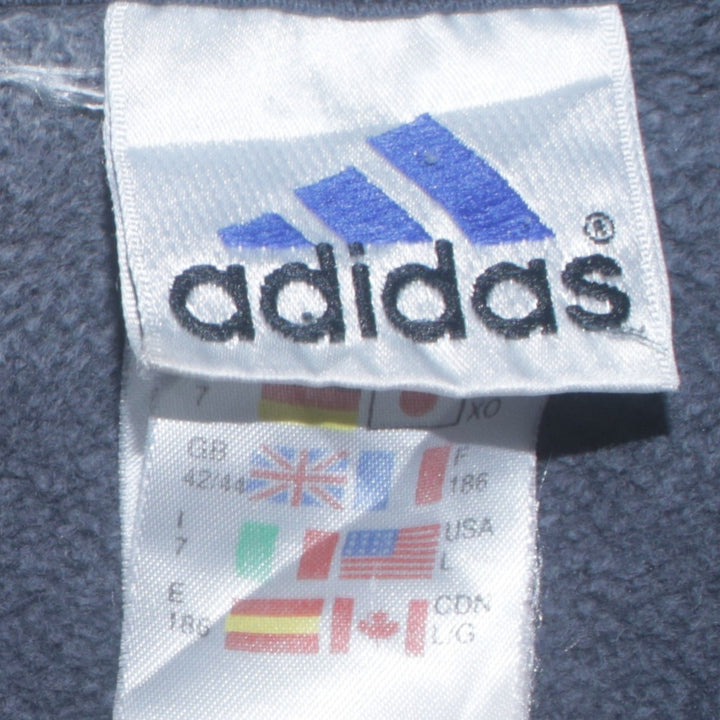 adidas®
7 XO
GB F
42/44 186
I USA
7 L
E CDN
186 L/G